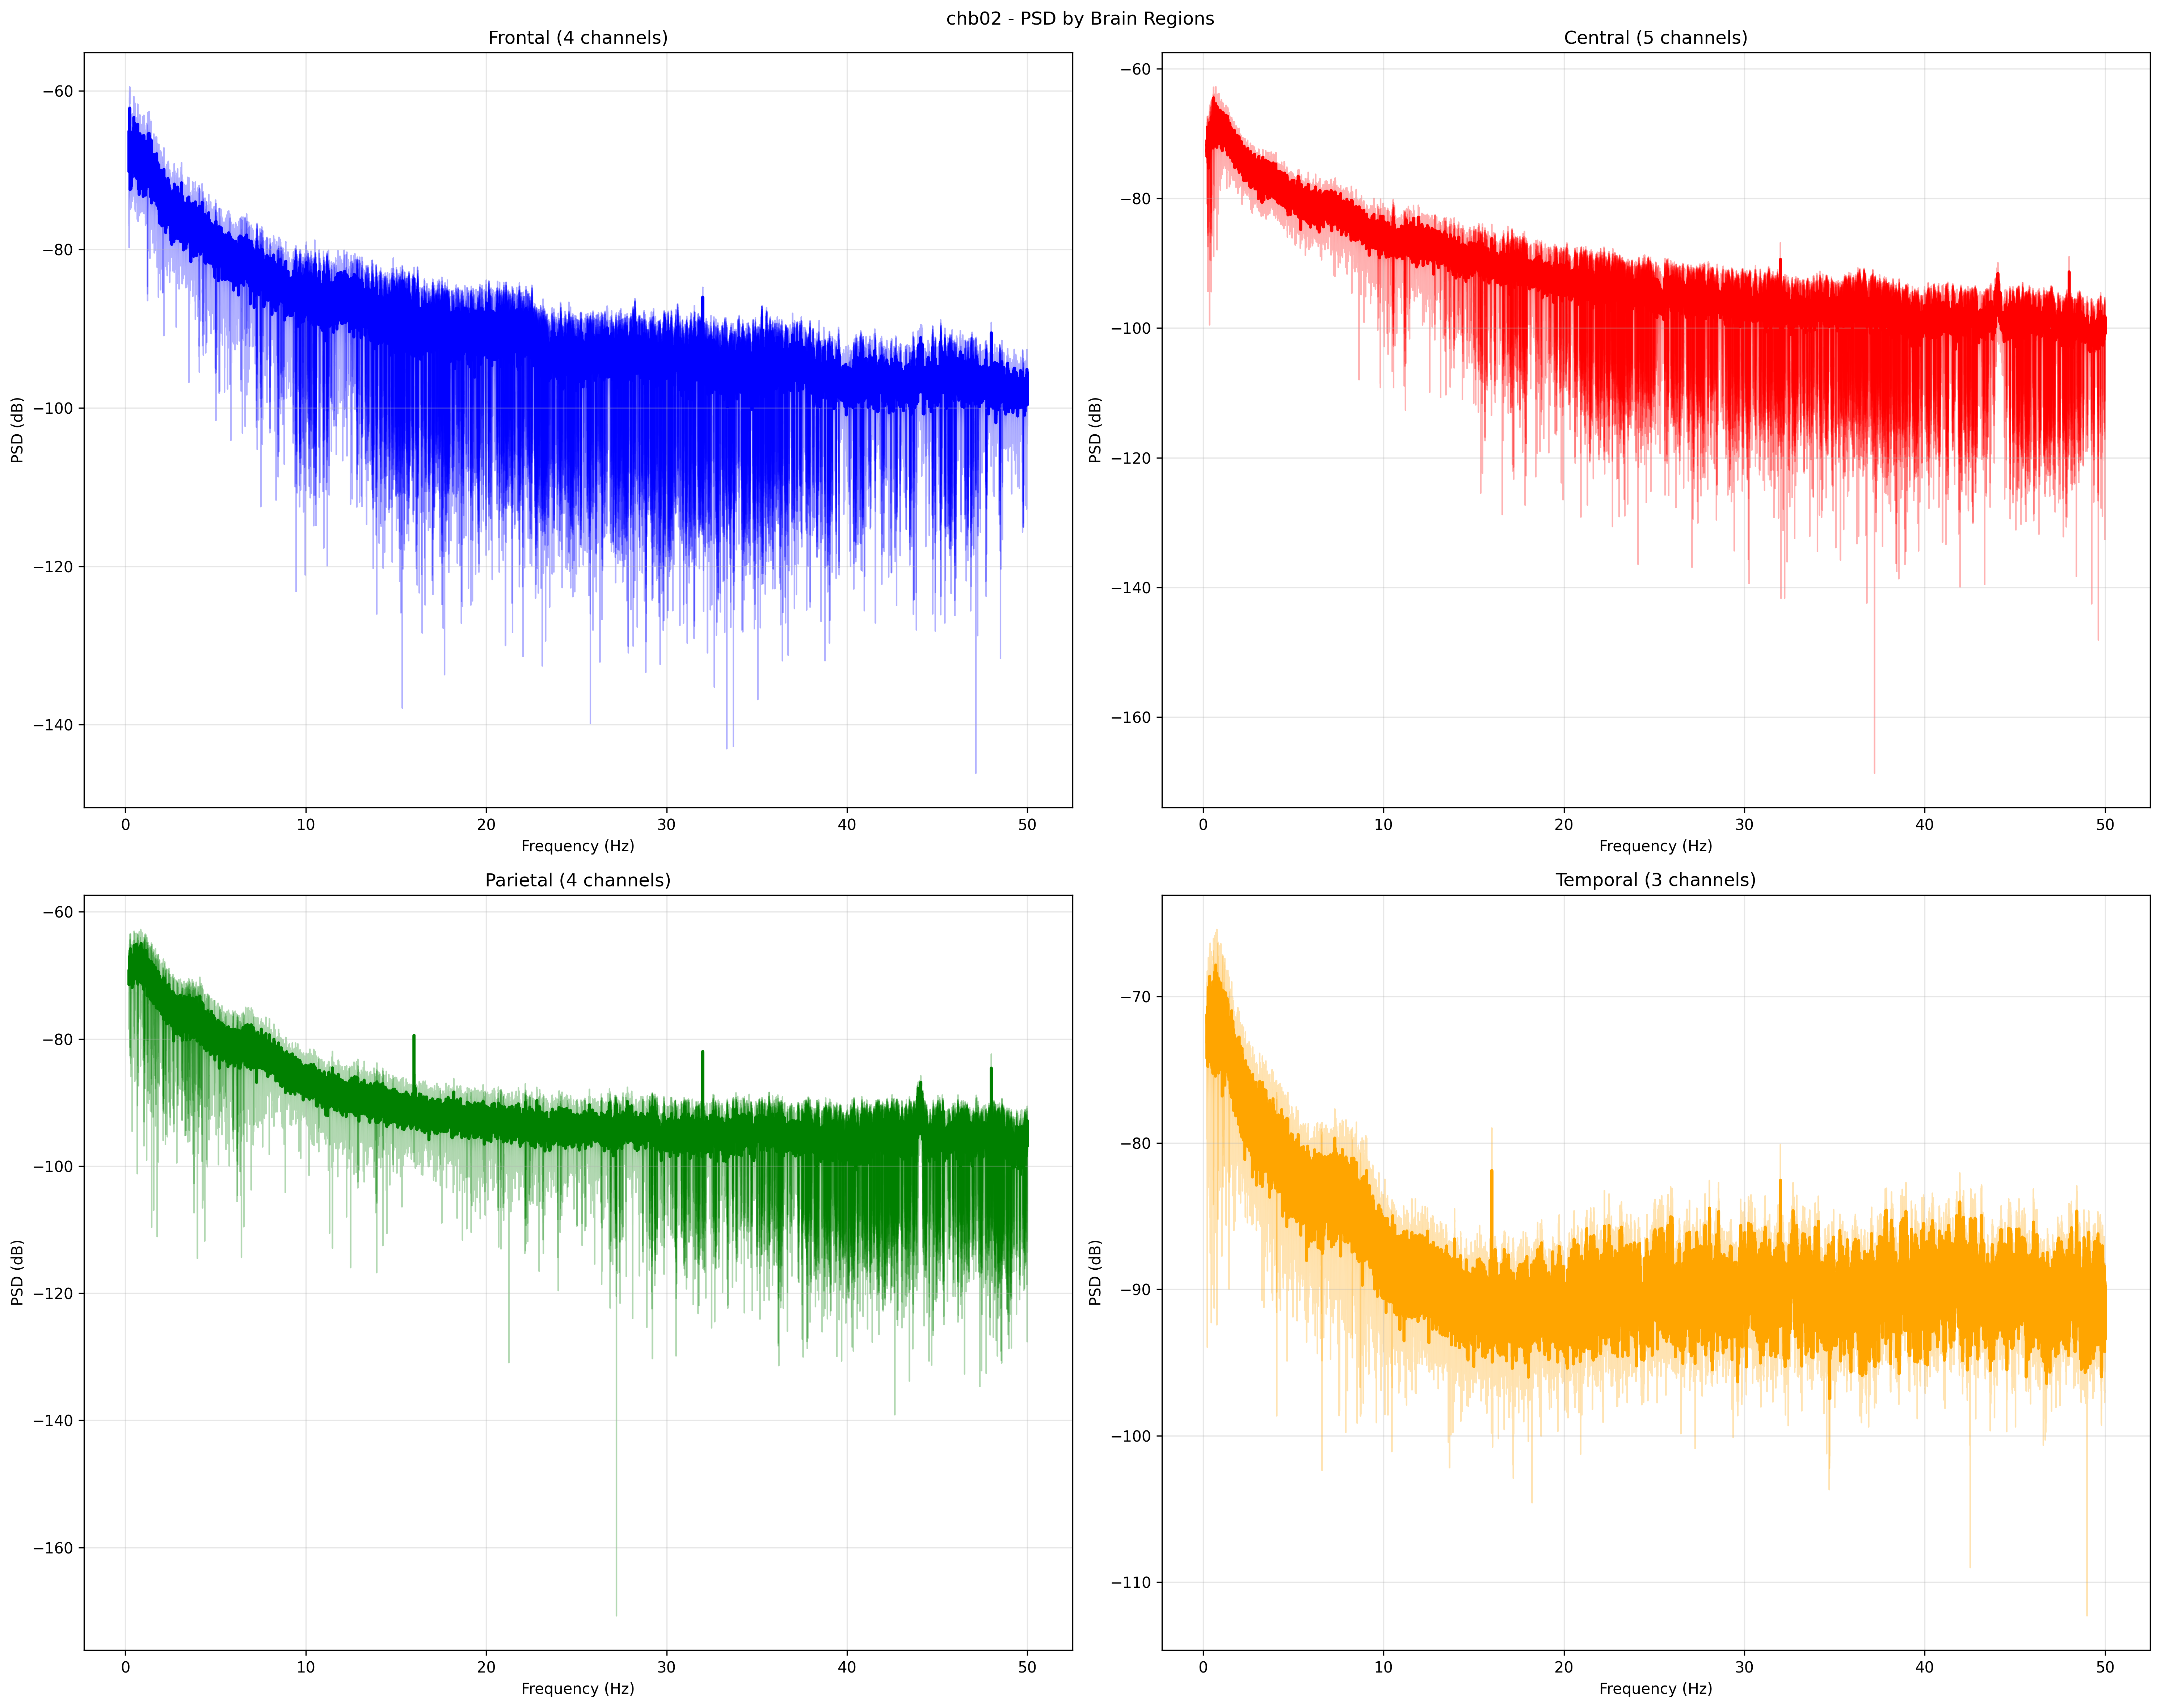 chb02 - PSD by Brain Regions
Frontal (4 channels)
−60
−80
−100
−120
−140
PSD (dB)
0 10 20 30 40 50
Frequency (Hz)
Central (5 channels)
−60
−80
−100
−120
−140
−160
PSD (dB)
0 10 20 30 40 50
Frequency (Hz)
Parietal (4 channels)
−60
−80
−100
−120
−140
−160
PSD (dB)
0 10 20 30 40 50
Frequency (Hz)
Temporal (3 channels)
−70
−80
−90
−100
−110
PSD (dB)
0 10 20 30 40 50
Frequency (Hz)